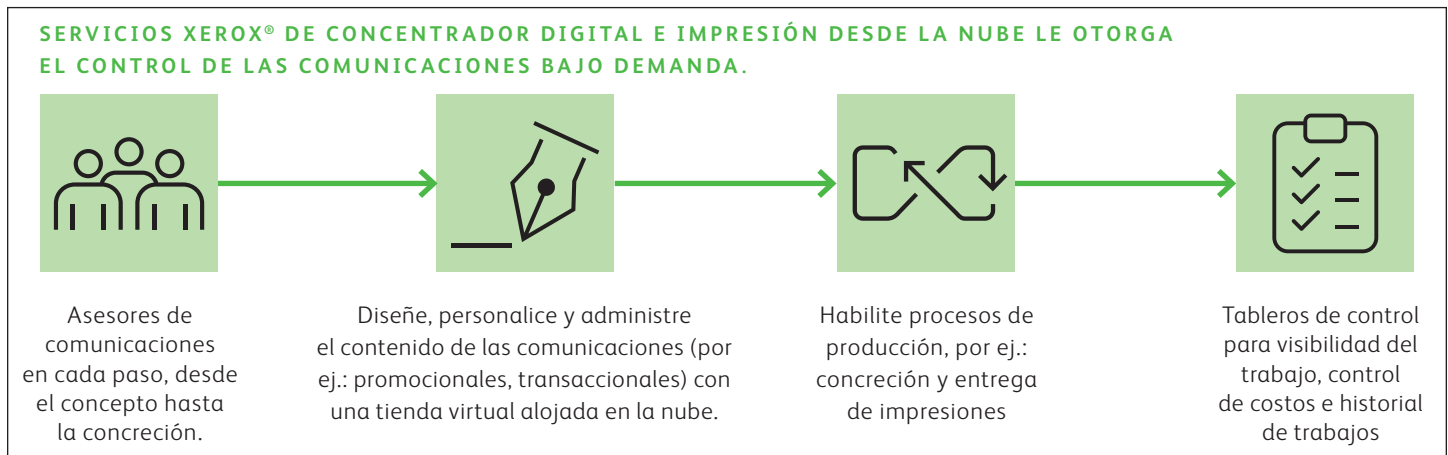 SERVICIOS XEROX® DE CONCENTRADOR DIGITAL E IMPRESIÓN DESDE LA NUBE LE OTORGA
EL CONTROL DE LAS COMUNICACIONES BAJO DEMANDA.
Asesores de
comunicaciones
en cada paso, desde
el concepto hasta
la concreción.
Diseñe, personalice y administre
el contenido de las comunicaciones (por
ej.: promocionales, transaccionales) con
una tienda virtual alojada en la nube.
Habilite procesos de
producción, por ej.:
concreción y entrega
de impresiones
Tableros de control
para visibilidad del
trabajo, control
de costos e historial
de trabajos